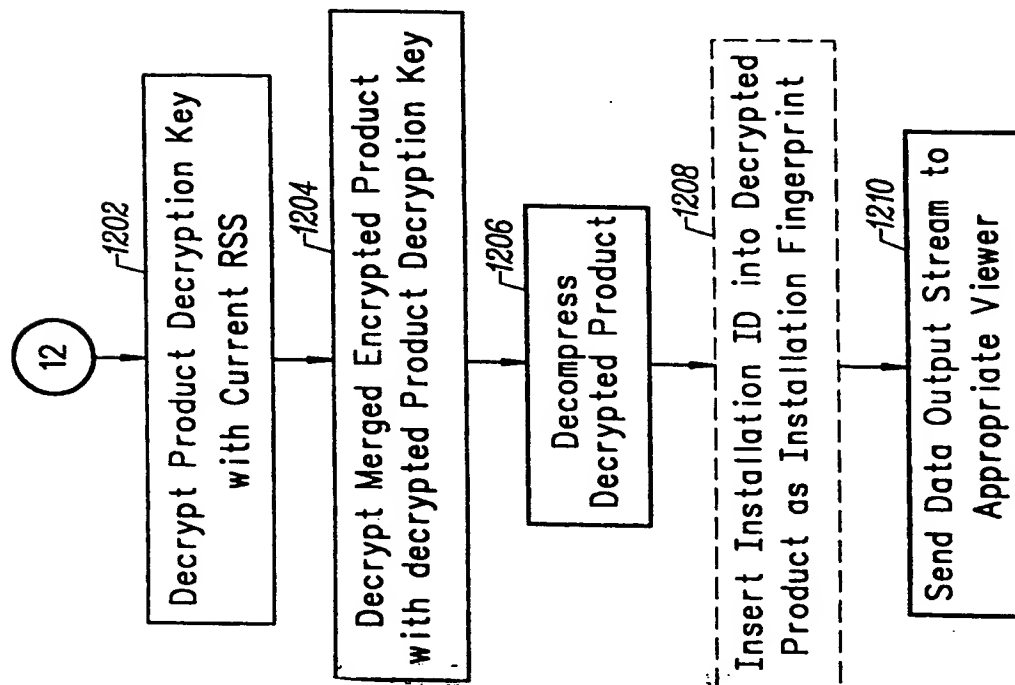 12
1202
Decrypt Product Decryption Key
with Current RSS
1204
Decrypt Merged Encrypted Product
with decrypted Product Decryption Key
1206
Decompress
Decrypted Product
1208
Insert Installation ID into Decrypted
Product as Installation Fingerprint
1210
Send Data Output Stream to
Appropriate Viewer